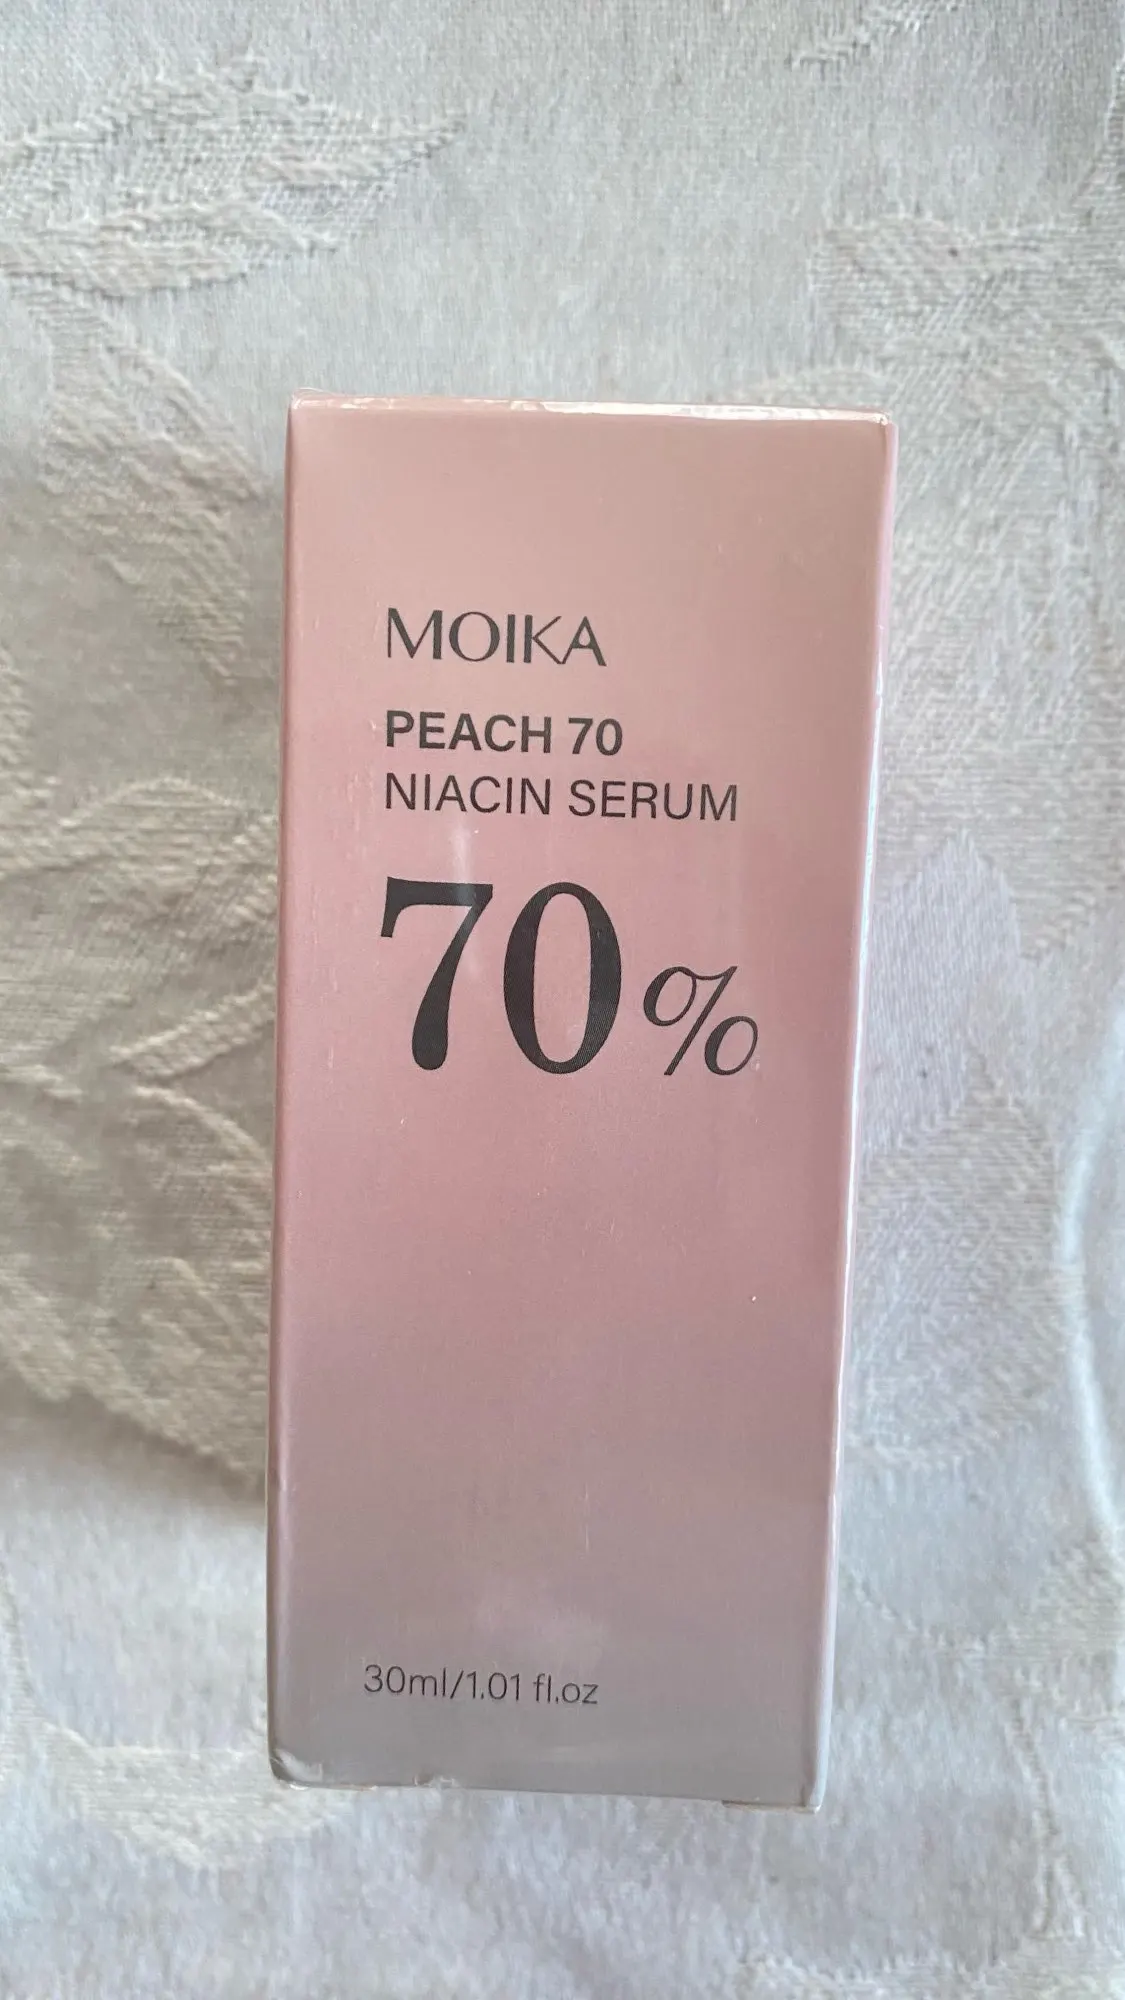 MOIKA
PEACH 70
NIACIN SERUM
70%
30ml/1.01 fl.oz